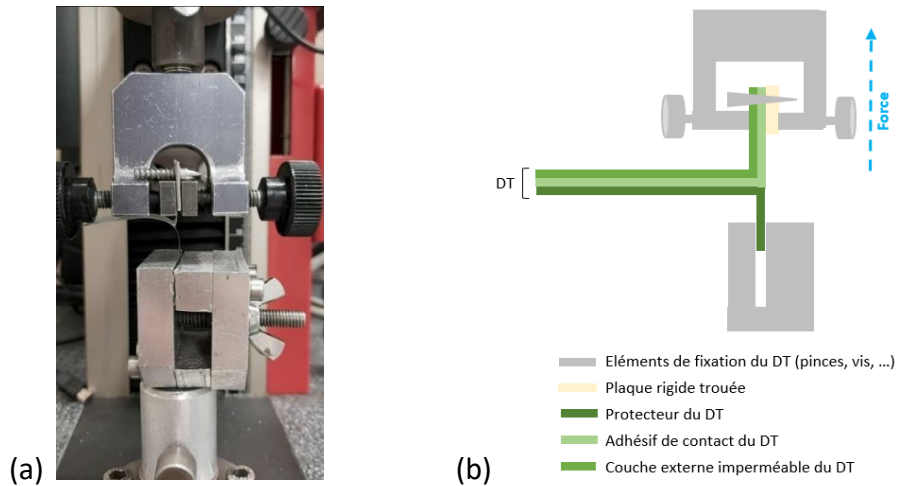 Force
DT
Eléments de fixation du DT (pinces, vis, ...)
Plaque rigide trouée
Protecteur du DT
Adhésif de contact du DT
(a)
(b)
Couche externe imperméable du DT